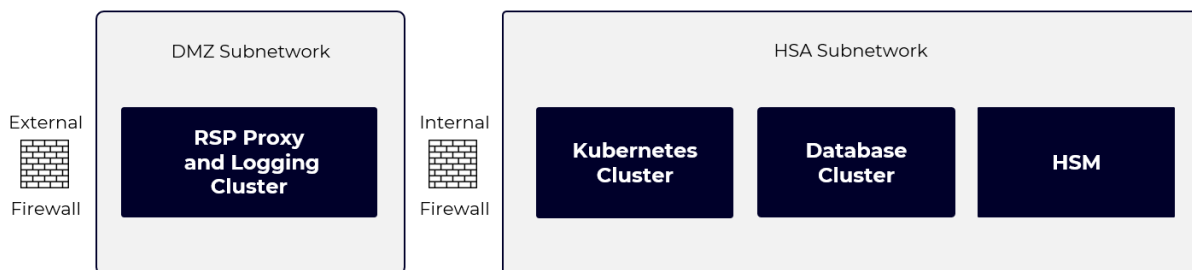 DMZ Subnetwork
HSA Subnetwork
External
Firewall
RSP Proxy
and Logging
Cluster
Internal
Firewall
Kubernetes
Cluster
Database
Cluster
HSM